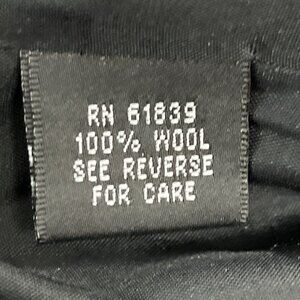 RN 61839
100% WOOL
SEE REVERSE
FOR CARE